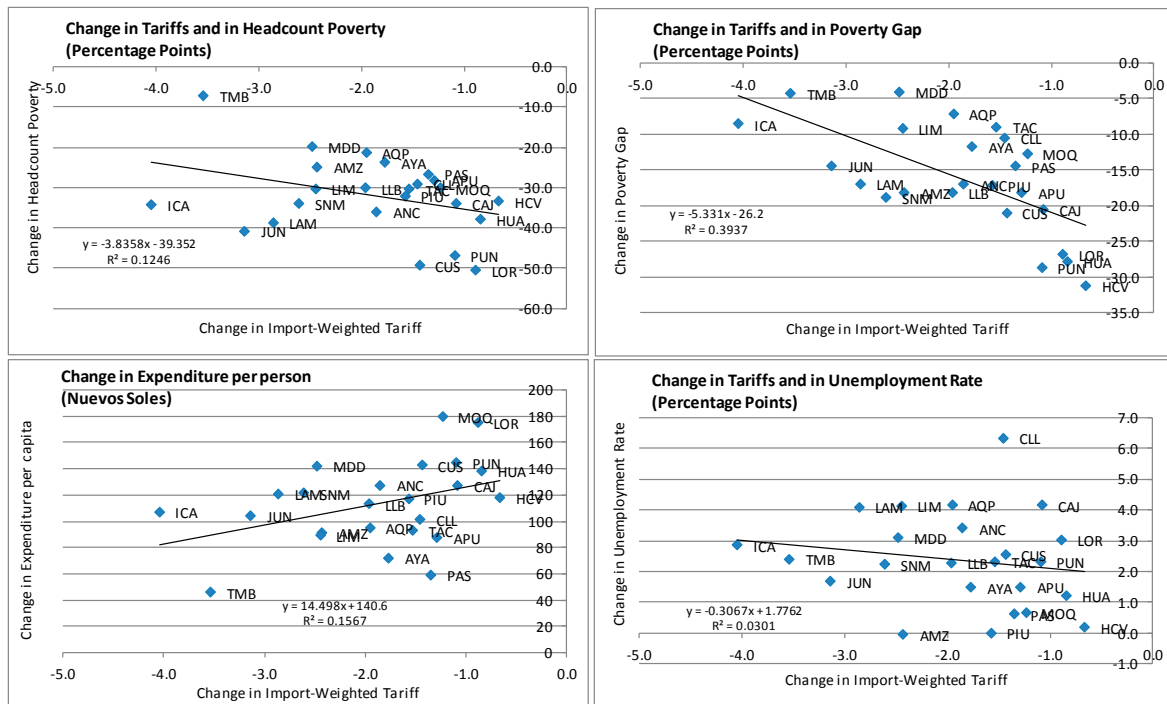 Change in Tariffs and in Headcount Poverty
(Percentage Points)
-5.0 -4.0 -3.0 -2.0 -1.0 0.0
0.0
-10.0
-20.0
-30.0
-40.0
-50.0
-60.0
Change in Headcount Poverty
TMB
MDD
AQP
AYA
AMZ
PAS
APU
CLL
LIM
LLB
TAC
MOQ
PIU
SNM
CAJ
HCV
ICA
ANC
HUA
LAM
JUN
PUN
CUS
LOR
y = -3.8358x - 39.352
R² = 0.1246
Change in Import-Weighted Tariff
Change in Tariffs and in Poverty Gap
(Percentage Points)
-5.0 -4.0 -3.0 -2.0 -1.0 0.0
0.0
-5.0
-10.0
-15.0
-20.0
-25.0
-30.0
-35.0
Change in Poverty Gap
TMB
MDD
AQP
ICA
LIM
TAC
CLL
AYA
MOQ
JUN
PAS
LAM
ANC
PIU
SNM
AMZ
LLB
APU
CUS
CAJ
LOR
HUA
PUN
HCV
y = -5.331x - 26.2
R² = 0.3937
Change in Import-Weighted Tariff
Change in Expenditure per person
(Nuevos Soles)
200
180
160
140
120
100
80
60
40
20
0
Change in Expenditure per capita
MOQ
LOR
MDD
CUS
PUN
HUA
LAM
SNM
ANC
CAJ
PIU
HCV
LLB
ICA
JUN
CLL
AMZ
LIM
AQP
TAC
APU
AYA
PAS
TMB
y = 14.498x + 140.6
R² = 0.1567
-5.0 -4.0 -3.0 -2.0 -1.0 0.0
Change in Import-Weighted Tariff
Change in Tariffs and in Unemployment Rate
(Percentage Points)
7.0
6.0
5.0
4.0
3.0
2.0
1.0
0.0
-1.0
Change in Unemployment Rate
CLL
LAM
LIM
AQP
CAJ
ANC
MDD
LOR
ICA
TMB
SNM
LLB
TAC
CUS
PUN
JUN
AYA
APU
HUA
PAS
MOQ
HCV
AMZ
PIU
y = -0.3067x + 1.7762
R² = 0.0301
-5.0 -4.0 -3.0 -2.0 -1.0 0.0
Change in Import-Weighted Tariff